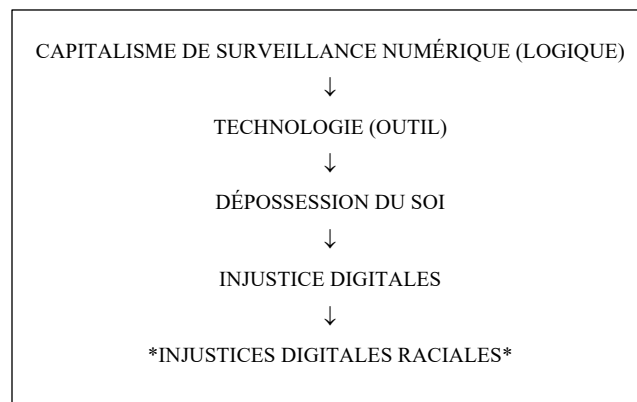 CAPITALISME DE SURVEILLANCE NUMÉRIQUE (LOGIQUE)
↓
TECHNOLOGIE (OUTIL)
↓
DÉPOSSESSION DU SOI
↓
INJUSTICE DIGITALES
↓
*INJUSTICES DIGITALES RACIALES*